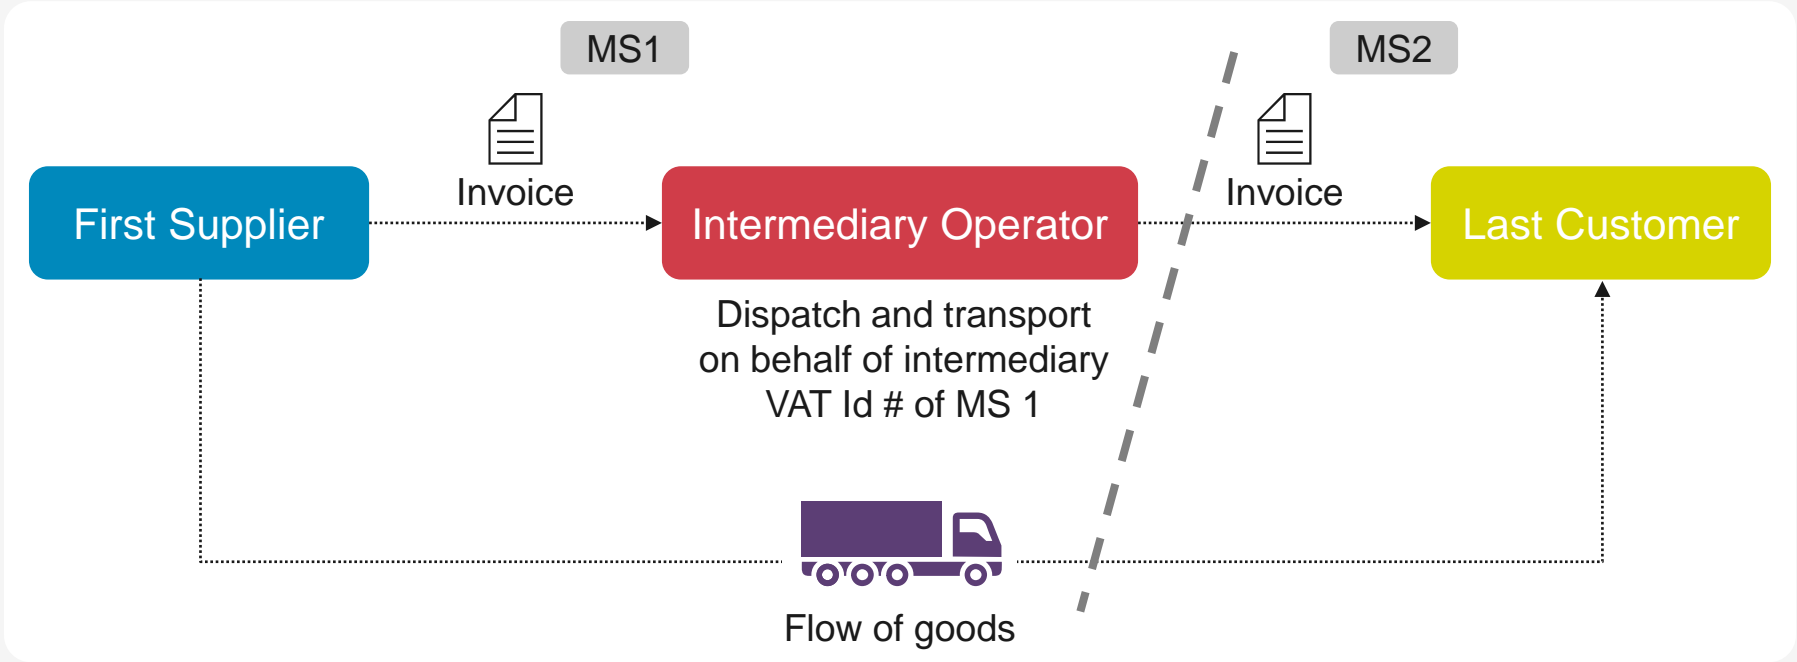 MS1
MS2
Invoice
Invoice
First Supplier
Intermediary Operator
Last Customer
Dispatch and transport
on behalf of intermediary
VAT Id # of MS 1
Flow of goods